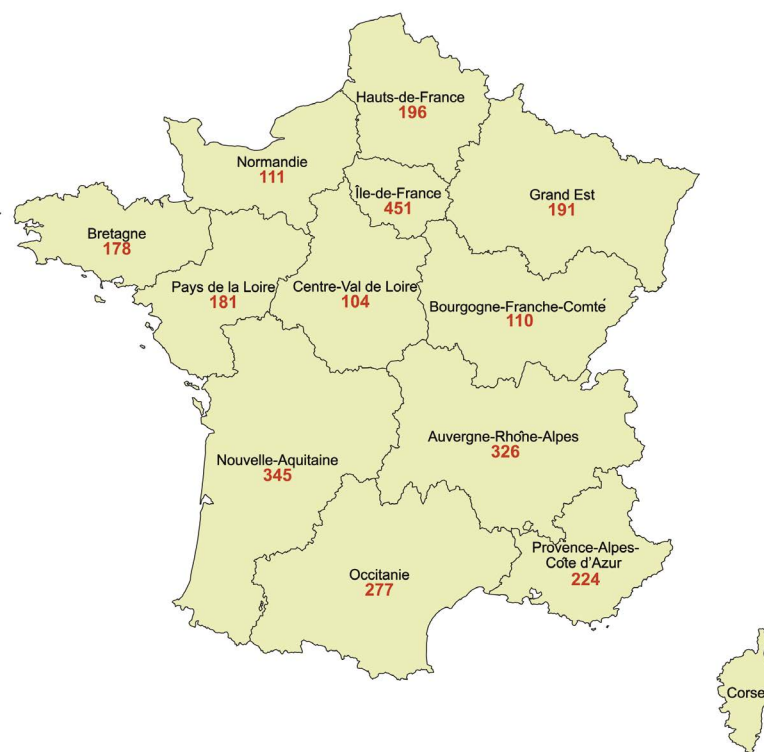 Hauts-de-France
196
Normandie
111
Île-de-France
451
Grand Est
191
Bretagne
178
Pays de la Loire
181
Centre-Val de Loire
104
Bourgogne-Franche-Comté
110
Auvergne-Rhône-Alpes
326
Nouvelle-Aquitaine
345
Provence-Alpes-
Côte d'Azur
224
Occitanie
277
Corse